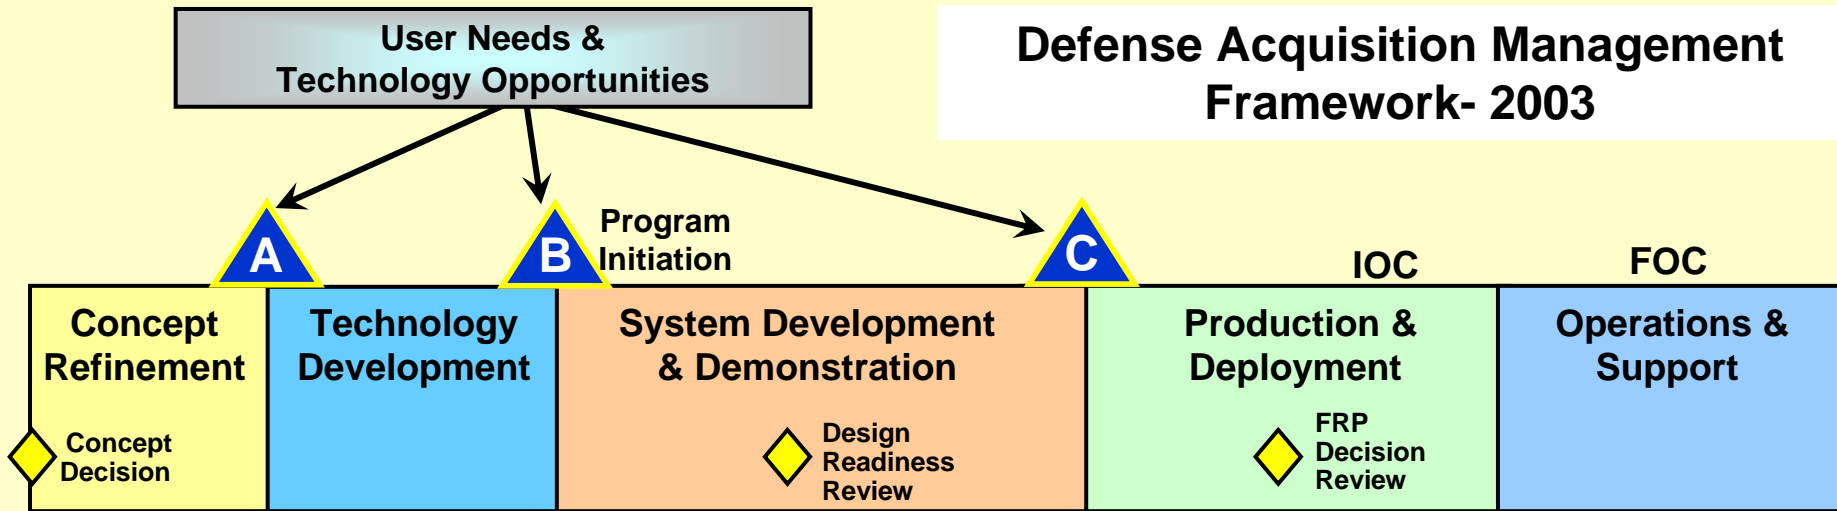 User Needs &
Technology Opportunities
Defense Acquisition Management
Framework- 2003
A
B
Program
Initiation
C
IOC
FOC
Concept
Refinement
Technology
Development
System Development
& Demonstration
Production &
Deployment
Operations &
Support
Concept
Decision
Design
Readiness
Review
FRP
Decision
Review